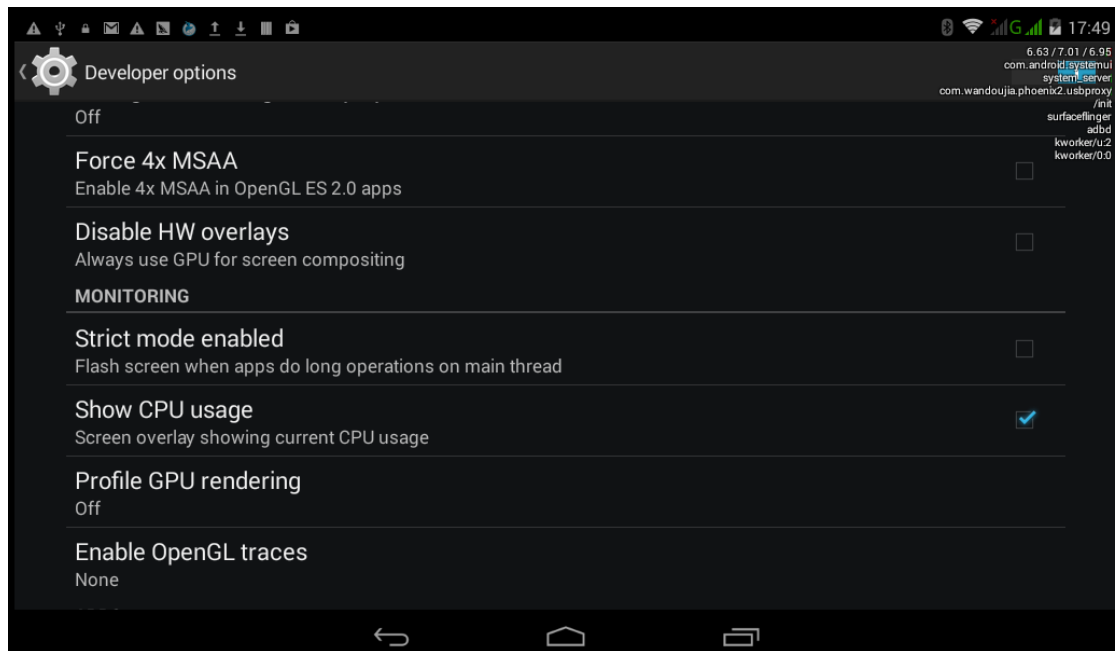 G 17:49
6.63 / 7.01 / 6.95
Developer options
com.android.systemui
system_server
com.wandoujia.phoenix2.usbproxy
/init
surfaceflinger
adbd
kworker/u:2
kworker/0:0
Off
Force 4x MSAA
Enable 4x MSAA in OpenGL ES 2.0 apps
Disable HW overlays
Always use GPU for screen compositing
MONITORING
Strict mode enabled
Flash screen when apps do long operations on main thread
Show CPU usage
Screen overlay showing current CPU usage
Profile GPU rendering
Off
Enable OpenGL traces
None